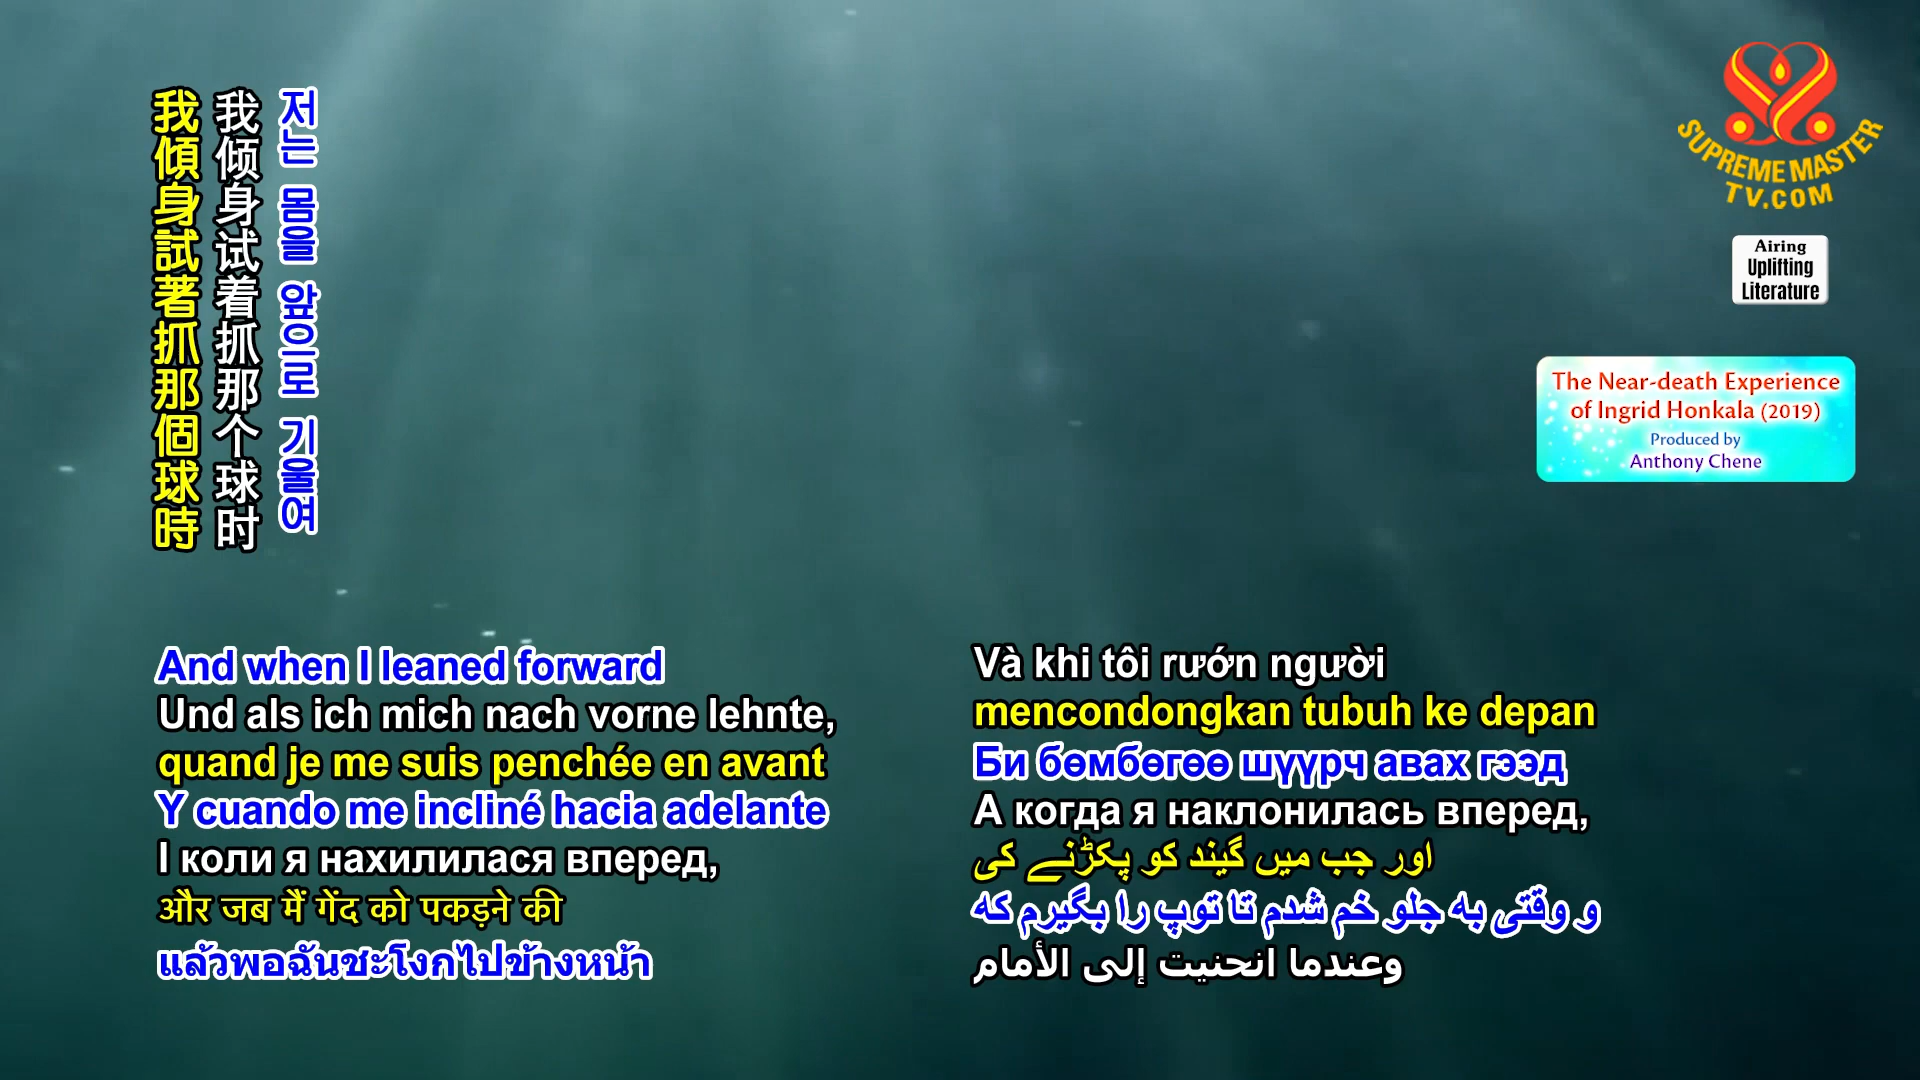 我傾身試著抓那個球時
我倾身试着抓那个球时
저는 몸을 앞으로 기울여
SUPREME MASTER
TV.COM
Airing
Uplifting
Literature
The Near-death Experience
of Ingrid Honkala (2019)
Produced by
Anthony Chene
And when I leaned forward
Und als ich mich nach vorne lehnte,
quand je me suis penchée en avant
Y cuando me incliné hacia adelante
І коли я нахилилася вперед,
और जब मैं गेंद को पकड़ने की
แล้วพอฉันชะโงกไปข้างหน้า
Và khi tôi rướn người
mencondongkan tubuh ke depan
Би бөмбөгөө шүүрч авах гээд
А когда я наклонилась вперед,
اور جب میں گیند کو پکڑنے کی
و وقتی به جلو خم شدم تا توپ را بگیرم که
وعندما انحنيت إلى الأمام